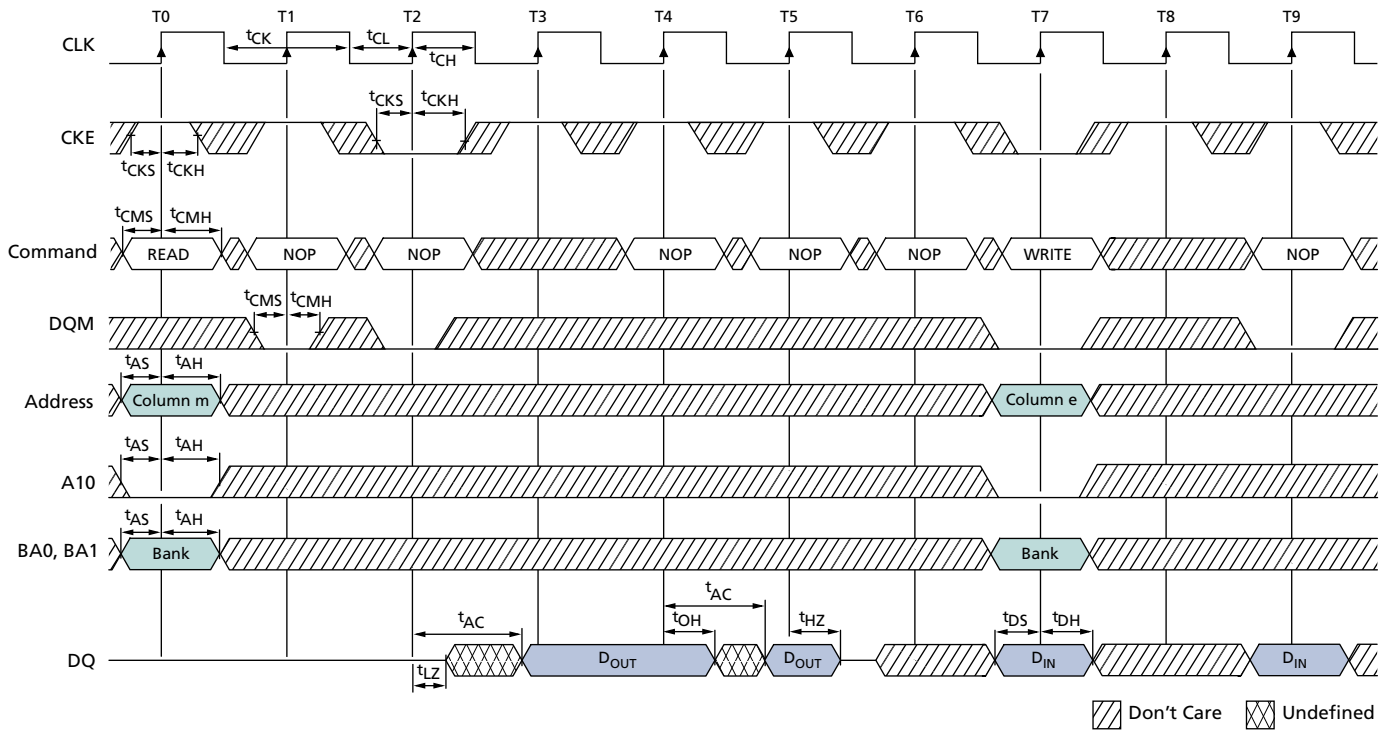 T0 T1 T2 T3 T4 T5 T6 T7 T8 T9
CLK
tCK tCL
tCH
tCKS tCKH
CKE
tCKS tCKH
tCMS tCMH
Command READ NOP NOP NOP NOP NOP WRITE NOP
tCMS tCMH
DQM
tAS tAH
Address Column m Column e
tAS tAH
A10
tAS tAH
BA0, BA1 Bank Bank
tAC
tAC tOH tHZ tDS tDH
DQ DOUT DOUT DIN DIN
tLZ
Don't Care Undefined